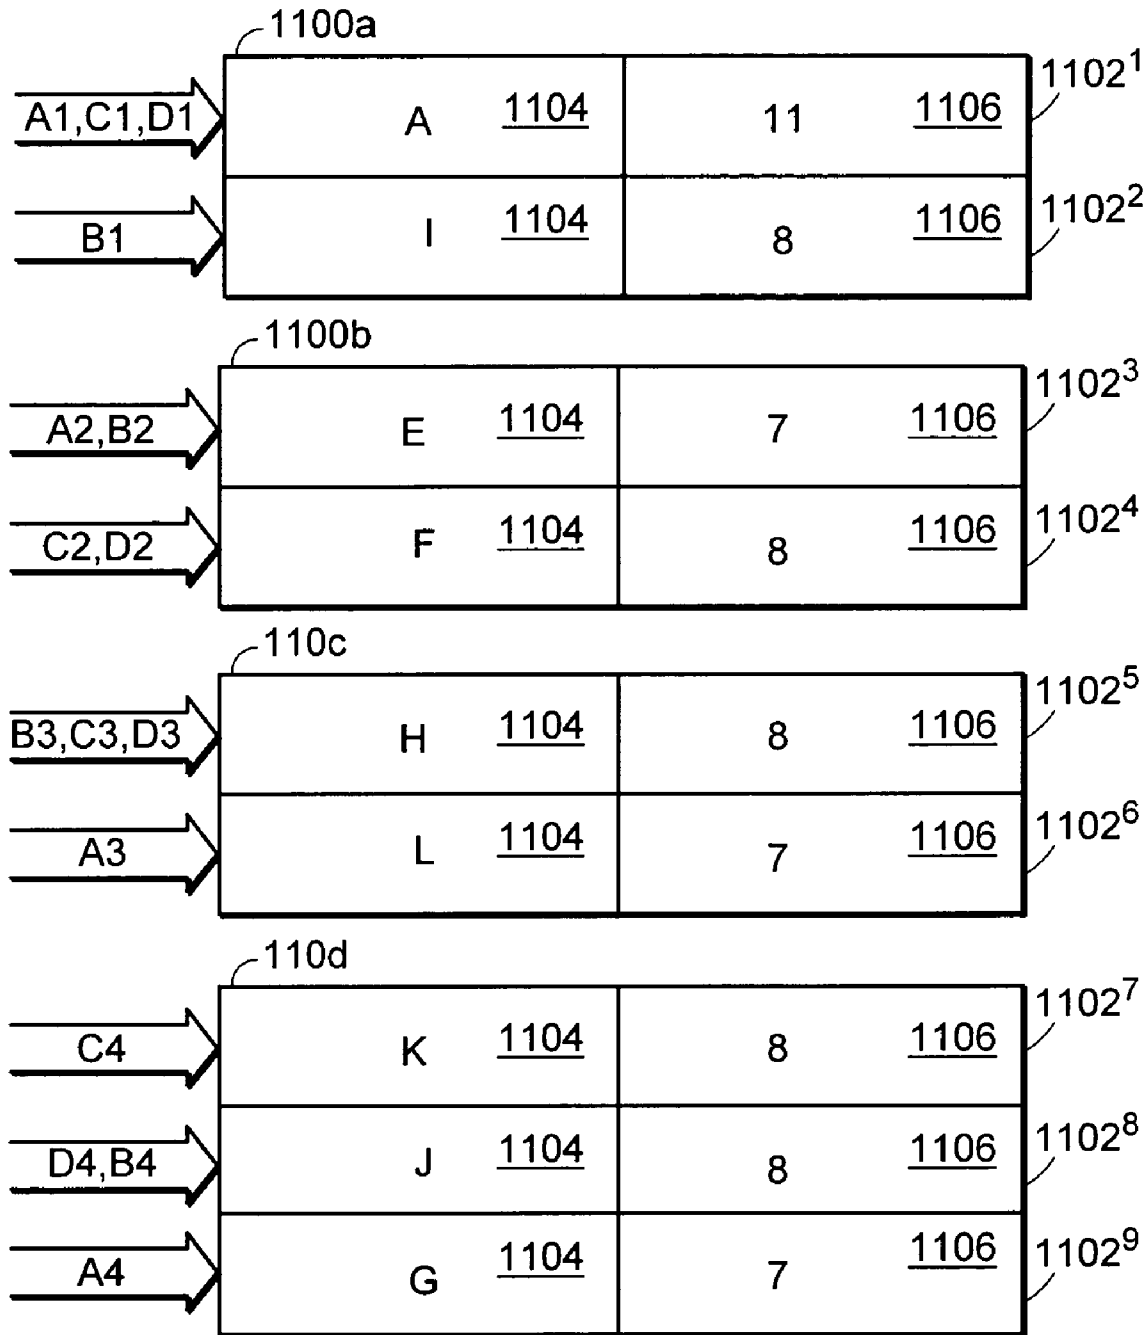 1100a
A1,C1,D1 A 1104 11 1106 1102¹
B1 I 1104 8 1106 1102²
1100b
A2,B2 E 1104 7 1106 1102³
C2,D2 F 1104 8 1106 1102⁴
110c
B3,C3,D3 H 1104 8 1106 1102⁵
A3 L 1104 7 1106 1102⁶
110d
C4 K 1104 8 1106 1102⁷
D4,B4 J 1104 8 1106 1102⁸
A4 G 1104 7 1106 1102⁹